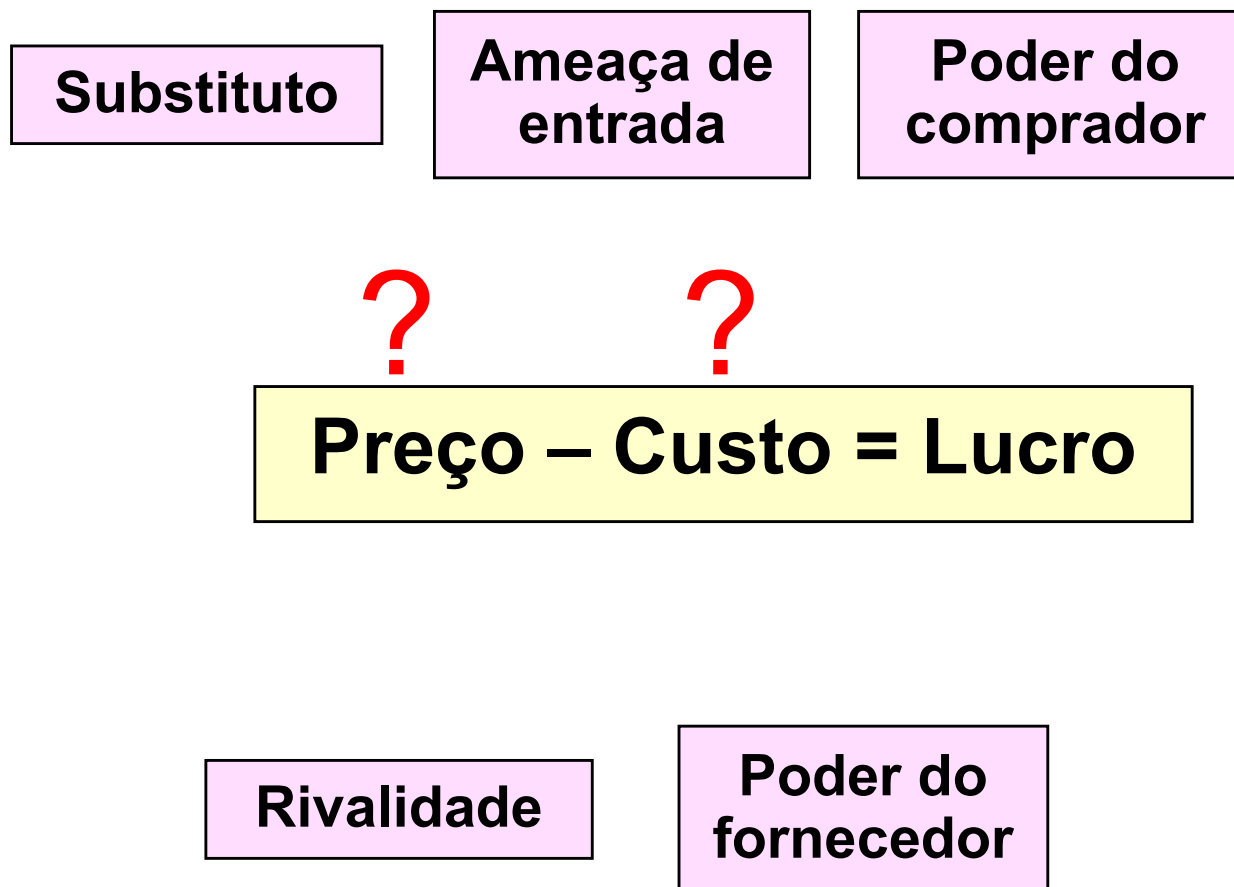 Substituto
Ameaça de
entrada
Poder do
comprador
?
?
Preço – Custo = Lucro
Rivalidade
Poder do
fornecedor